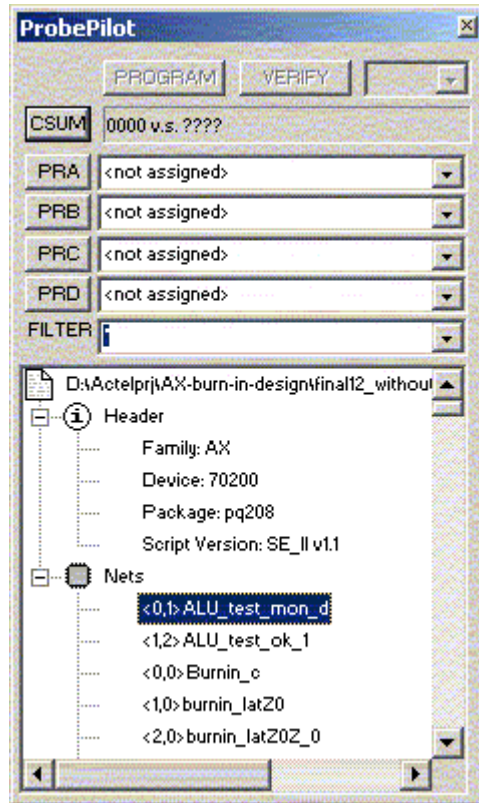 ProbePilot
PROGRAM VERIFY
CSUM 0000 v.s. ????
PRA <not assigned>
PRB <not assigned>
PRC <not assigned>
PRD <not assigned>
FILTER *
D:\Actelprj\AX-burn-in-design\final12_without
Header
Family: AX
Device: 70200
Package: pq208
Script Version: SE_II v1.1
Nets
<0,1> ALU_test_mon_d
<1,2> ALU_test_ok_1
<0,0> Burnin_c
<1,0> burnin_latZ0
<2,0> burnin_latZ0Z_0